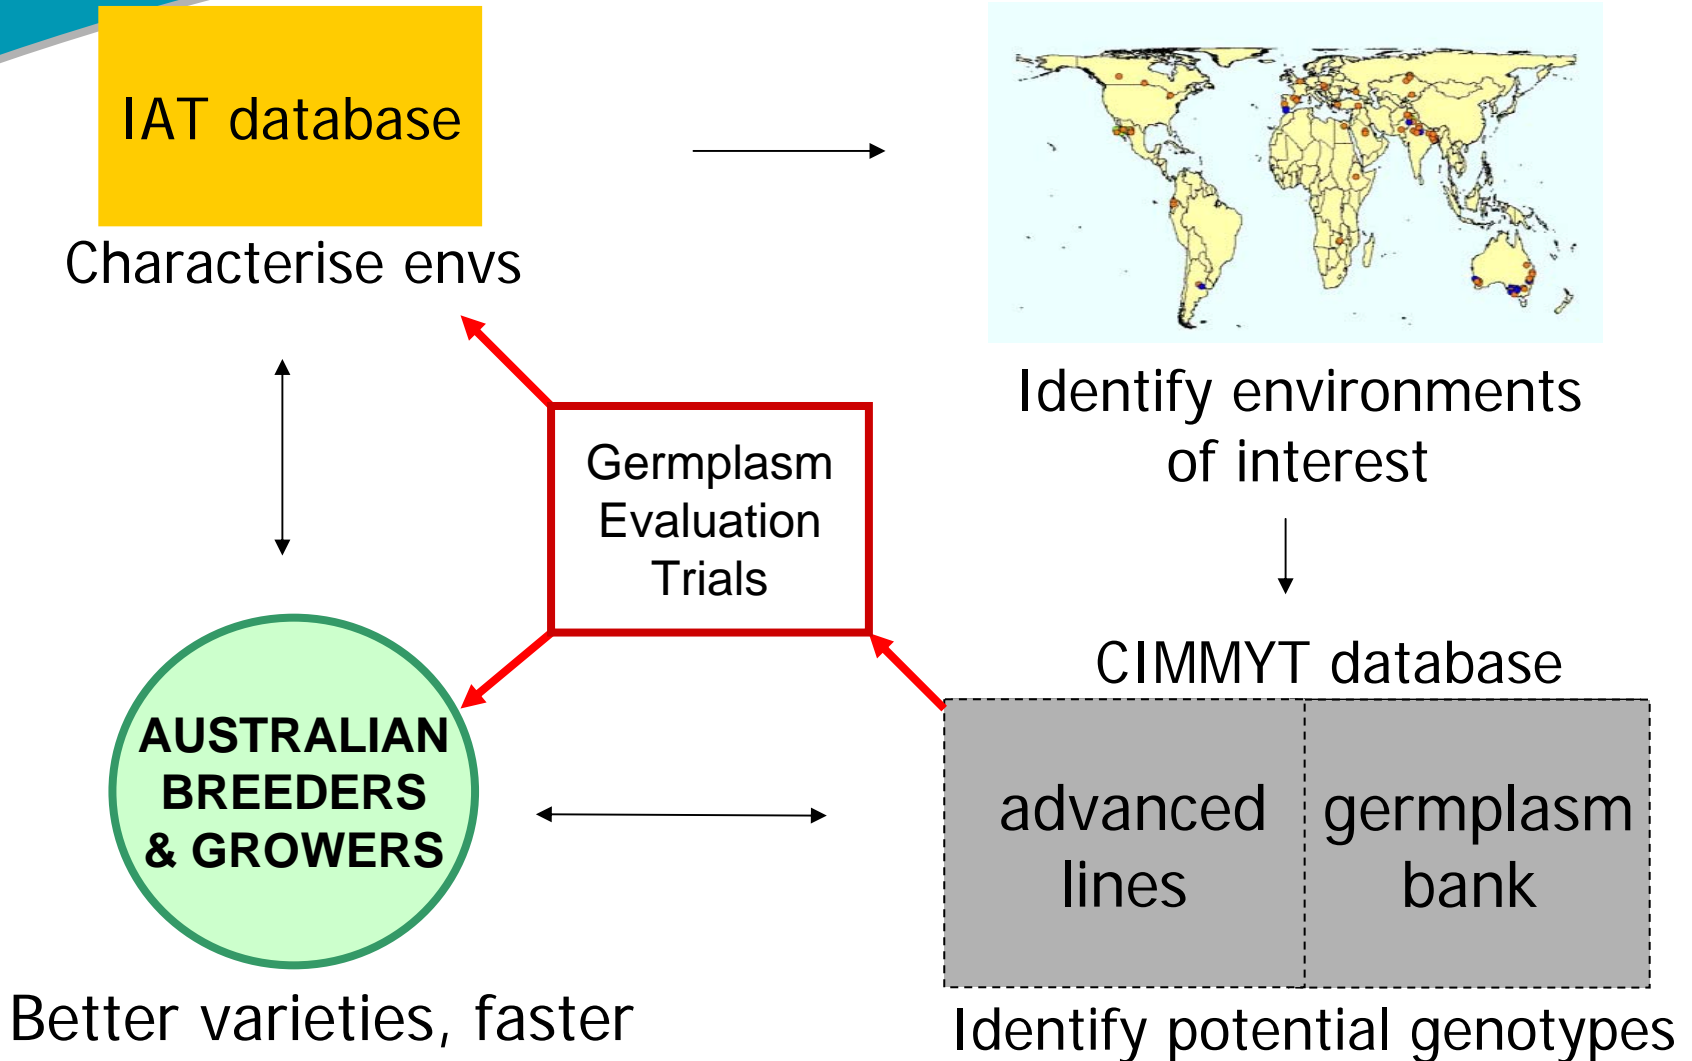 IAT database
Characterise envs
Identify environments
of interest
Germplasm
Evaluation
Trials
CIMMYT database
advanced
lines
germplasm
bank
Identify potential genotypes
AUSTRALIAN
BREEDERS
& GROWERS
Better varieties, faster